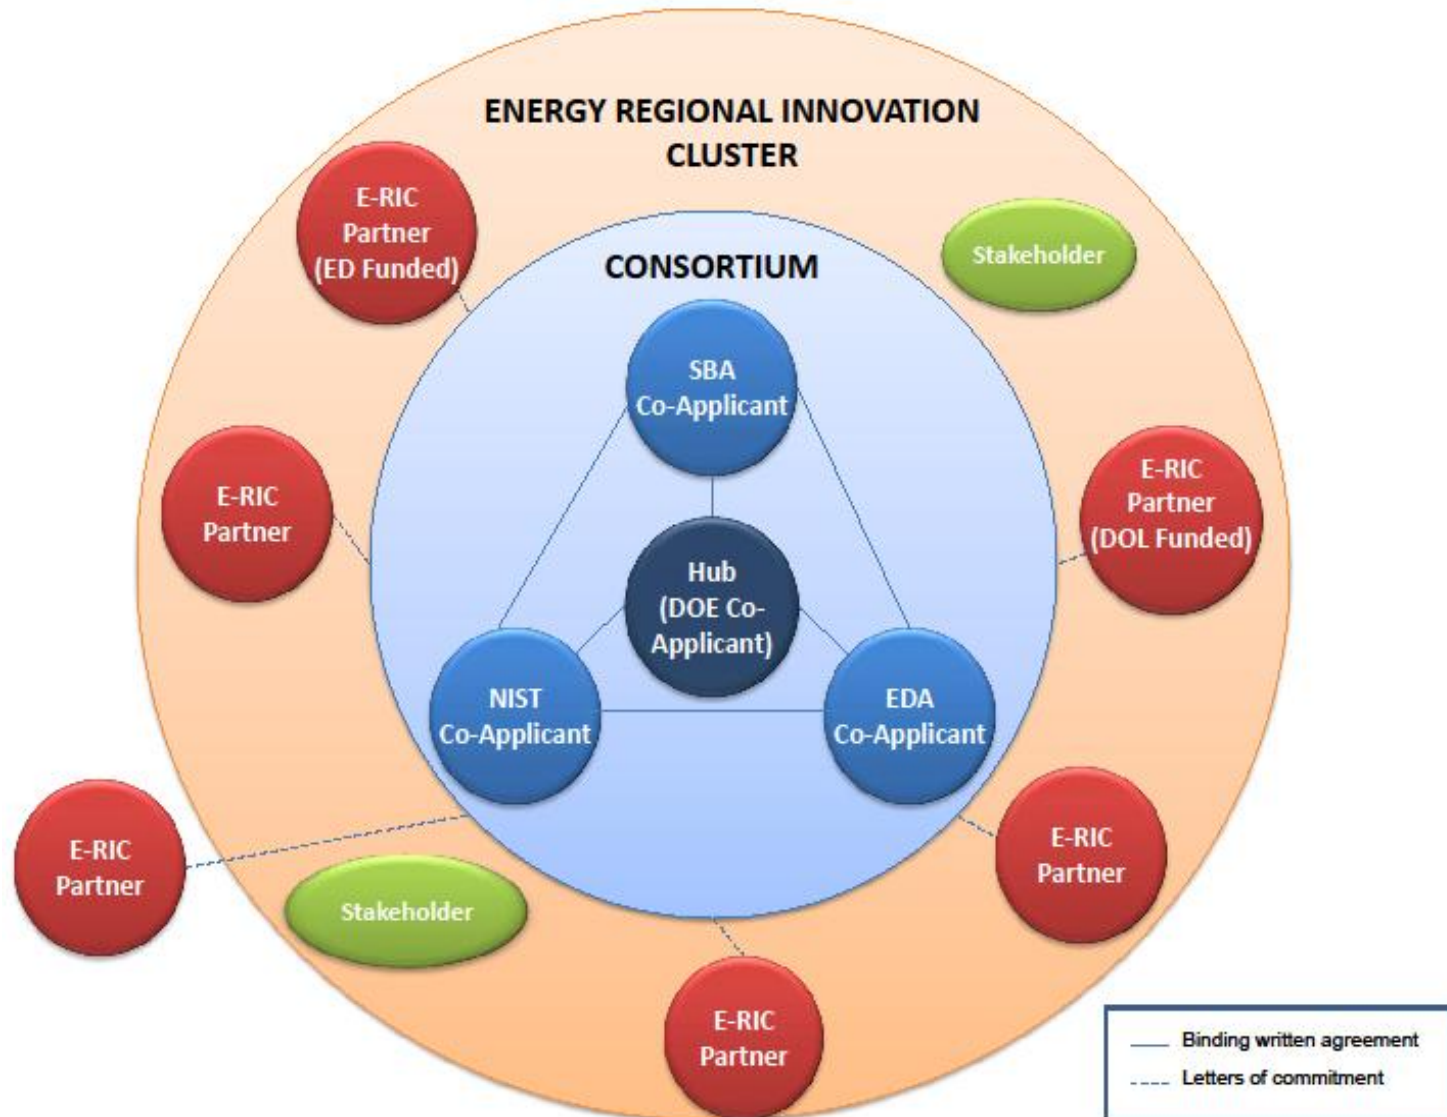 ENERGY REGIONAL INNOVATION
CLUSTER
E-RIC
Partner
(ED Funded)
Stakeholder
CONSORTIUM
SBA
Co-Applicant
E-RIC
Partner
E-RIC
Partner
(DOL Funded)
Hub
(DOE Co-
Applicant)
NIST
Co-Applicant
EDA
Co-Applicant
E-RIC
Partner
E-RIC
Partner
Stakeholder
E-RIC
Partner
Binding written agreement
Letters of commitment